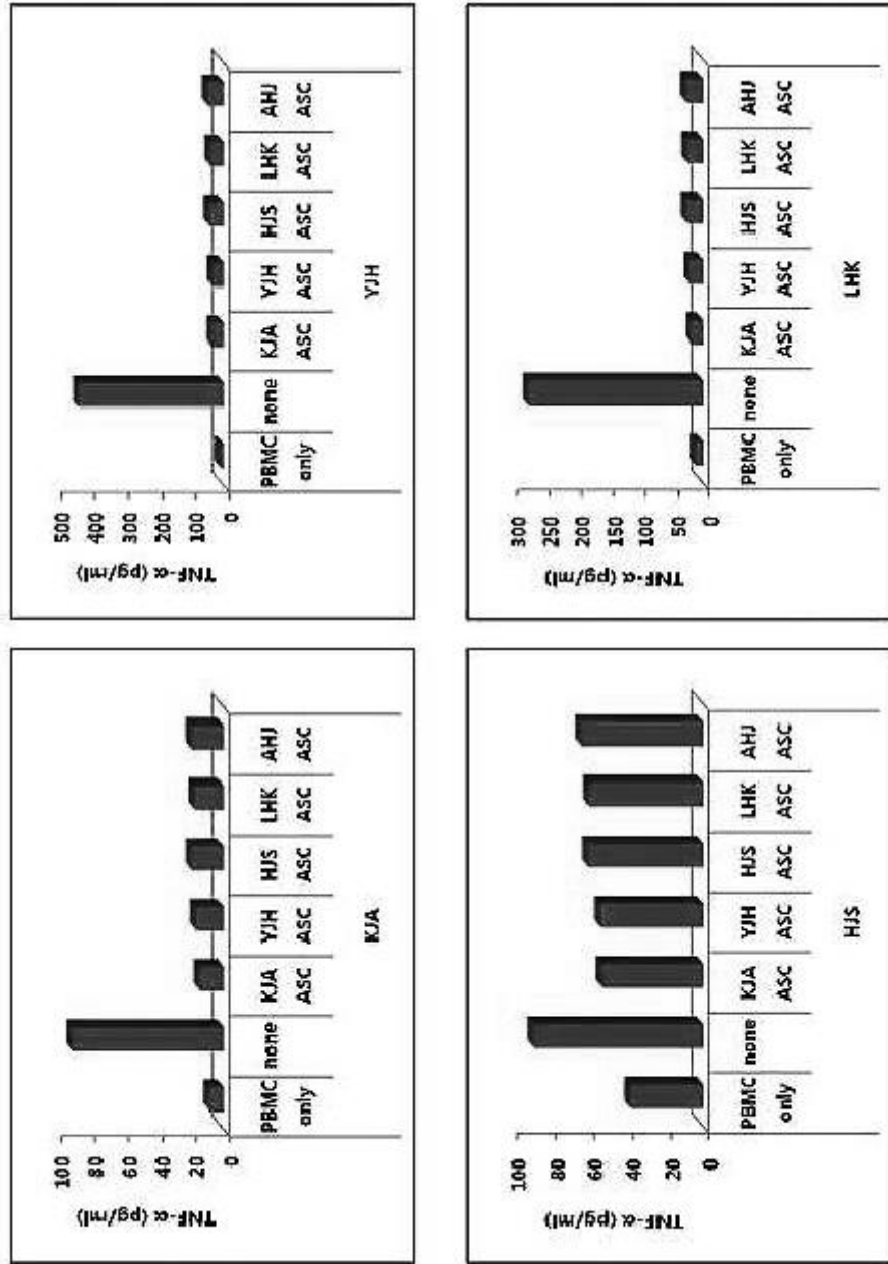 TNF-α (pg/ml)
100
80
60
40
20
0
PBMC only
none
KJA ASC
YJH ASC
HJS ASC
LHK ASC
AHJ ASC
KJA
TNF-α (pg/ml)
500
400
300
200
100
0
PBMC only
none
KJA ASC
YJH ASC
HJS ASC
LHK ASC
AHJ ASC
YJH
TNF-α (pg/ml)
100
80
60
40
20
0
PBMC only
none
KJA ASC
YJH ASC
HJS ASC
LHK ASC
AHJ ASC
HJS
TNF-α (pg/ml)
300
250
200
150
100
50
0
PBMC only
none
KJA ASC
YJH ASC
HJS ASC
LHK ASC
AHJ ASC
LHK